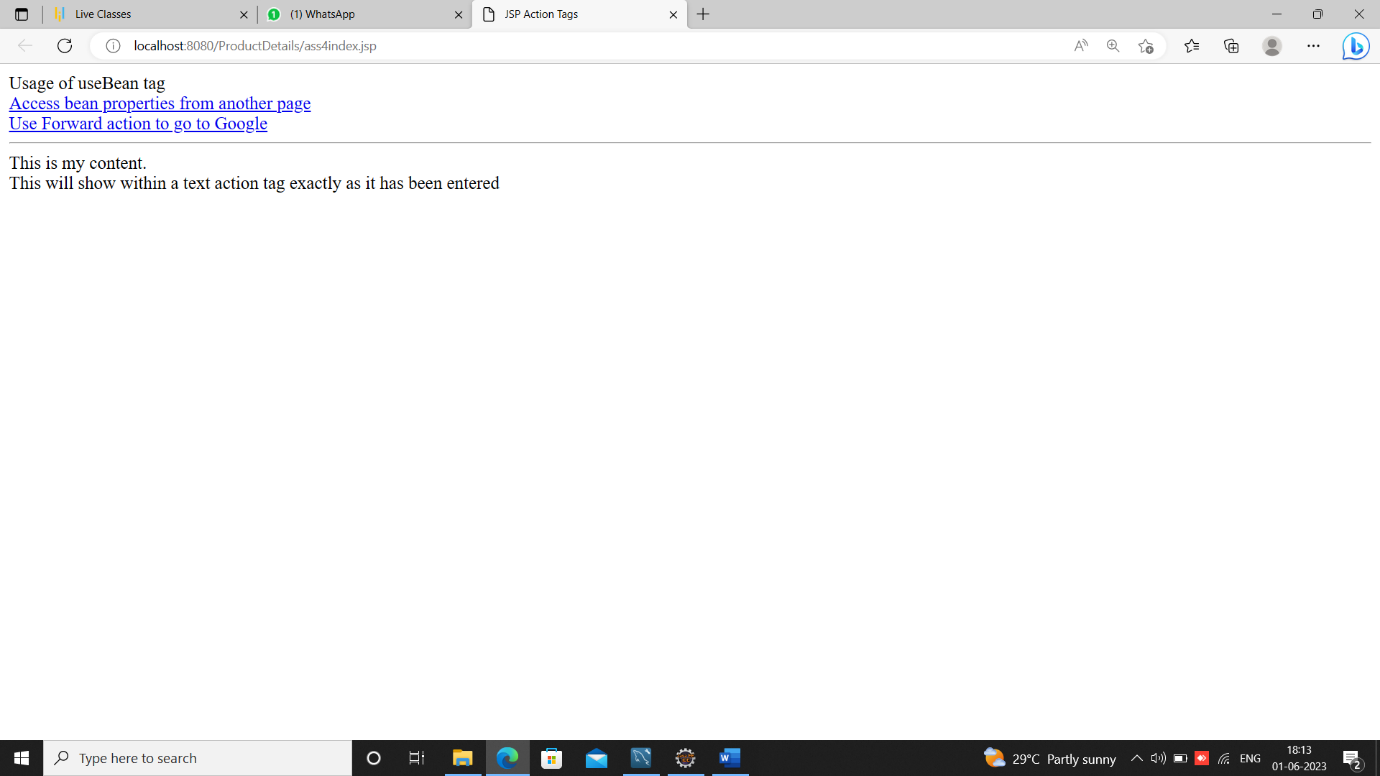 Live Classes
1
(1) WhatsApp
JSP Action Tags
localhost:8080/ProductDetails/ass4index.jsp
Usage of useBean tag
Access bean properties from another page
Use Forward action to go to Google
This is my content.
This will show within a text action tag exactly as it has been entered
Type here to search
29°C Partly sunny
ENG
18:13
01-06-2023
2